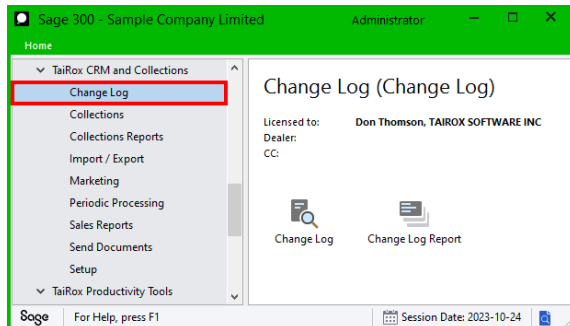 Sage 300 - Sample Company Limited
Administrator
Home
TaiRox CRM and Collections
Change Log
Collections
Collections Reports
Import / Export
Marketing
Periodic Processing
Sales Reports
Send Documents
Setup
TaiRox Productivity Tools
Change Log (Change Log)
Licensed to: Don Thomson, TAIROX SOFTWARE INC
Dealer:
CC:
Change Log
Change Log Report
Sage
For Help, press F1
Session Date: 2023-10-24